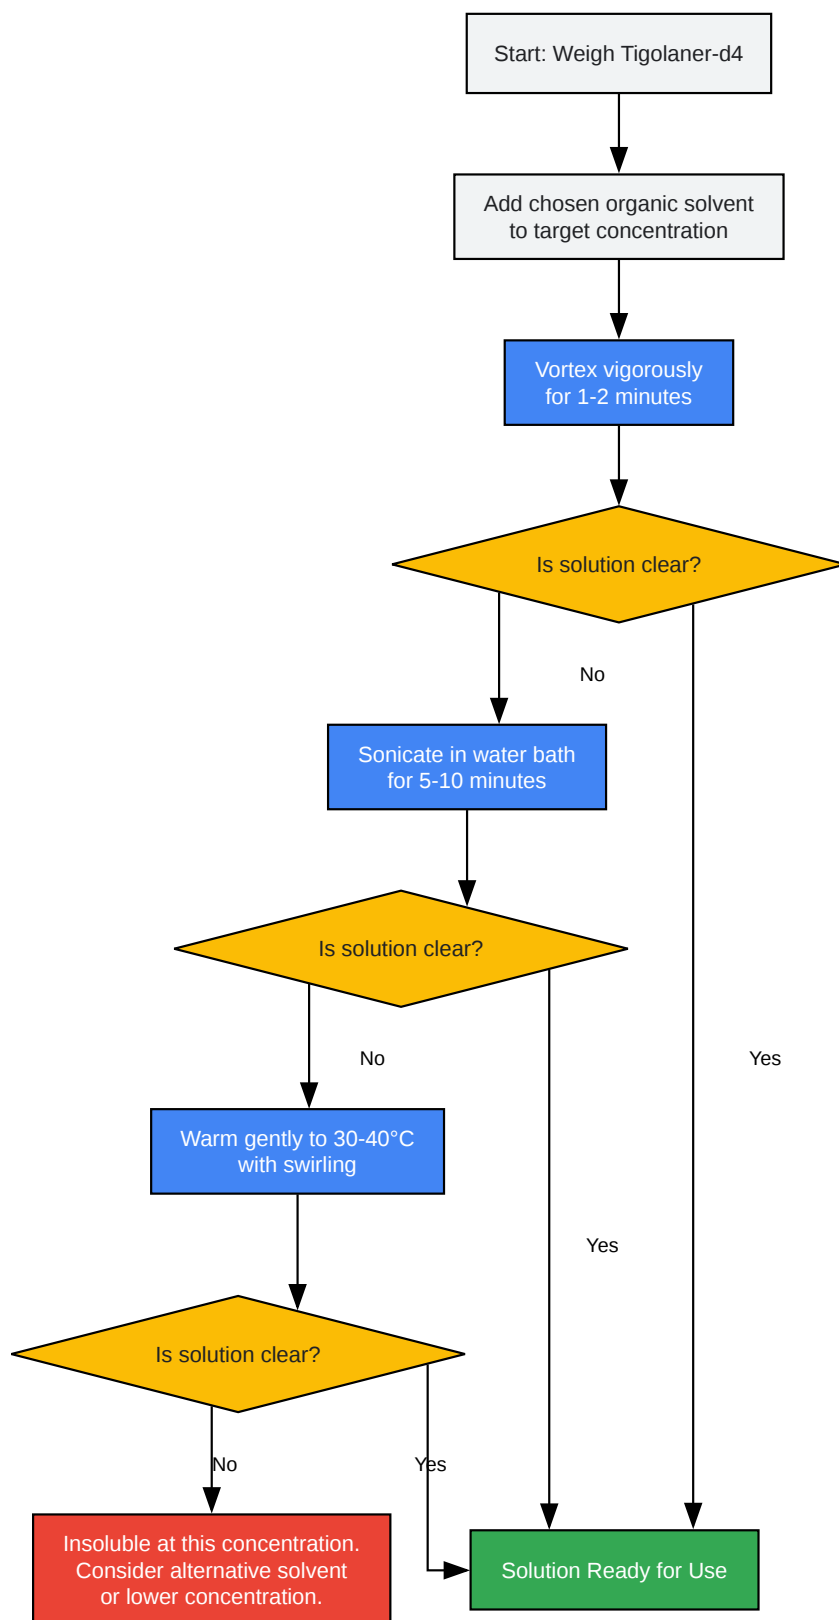 Start: Weigh Tigolaner-d4
Add chosen organic solvent
to target concentration
Vortex vigorously
for 1-2 minutes
Is solution clear?
No
Sonicate in water bath
for 5-10 minutes
Is solution clear?
No
Yes
Warm gently to 30-40°C
with swirling
Yes
Is solution clear?
No
Yes
Insoluble at this concentration.
Consider alternative solvent
or lower concentration.
Solution Ready for Use